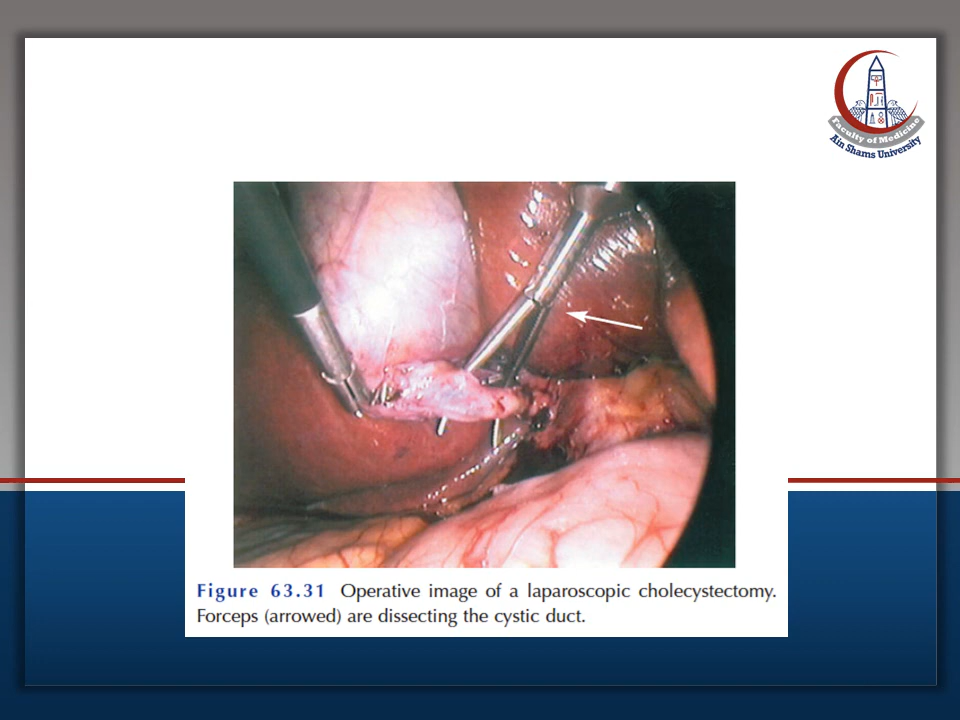 Faculty of Medicine
Ain Shams University
Figure 63.31 Operative image of a laparoscopic cholecystectomy.
Forceps (arrowed) are dissecting the cystic duct.